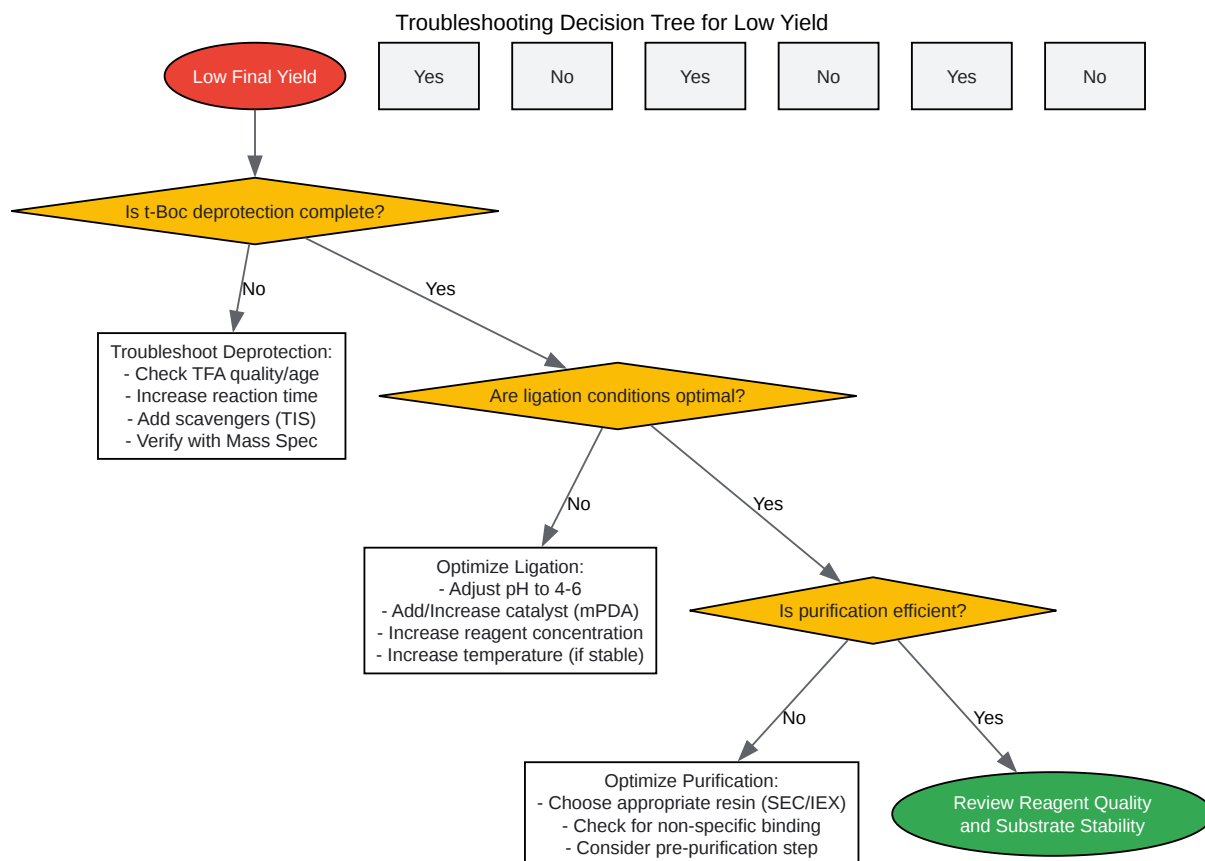 Troubleshooting Decision Tree for Low Yield
Low Final Yield
Yes
No
Yes
No
Yes
No
Is t-Boc deprotection complete?
No
Yes
Troubleshoot Deprotection:
- Check TFA quality/age
- Increase reaction time
- Add scavengers (TIS)
- Verify with Mass Spec
Are ligation conditions optimal?
No
Yes
Optimize Ligation:
- Adjust pH to 4-6
- Add/Increase catalyst (mPDA)
- Increase reagent concentration
- Increase temperature (if stable)
Is purification efficient?
No
Yes
Optimize Purification:
- Choose appropriate resin (SEC/IEX)
- Check for non-specific binding
- Consider pre-purification step
Review Reagent Quality
and Substrate Stability